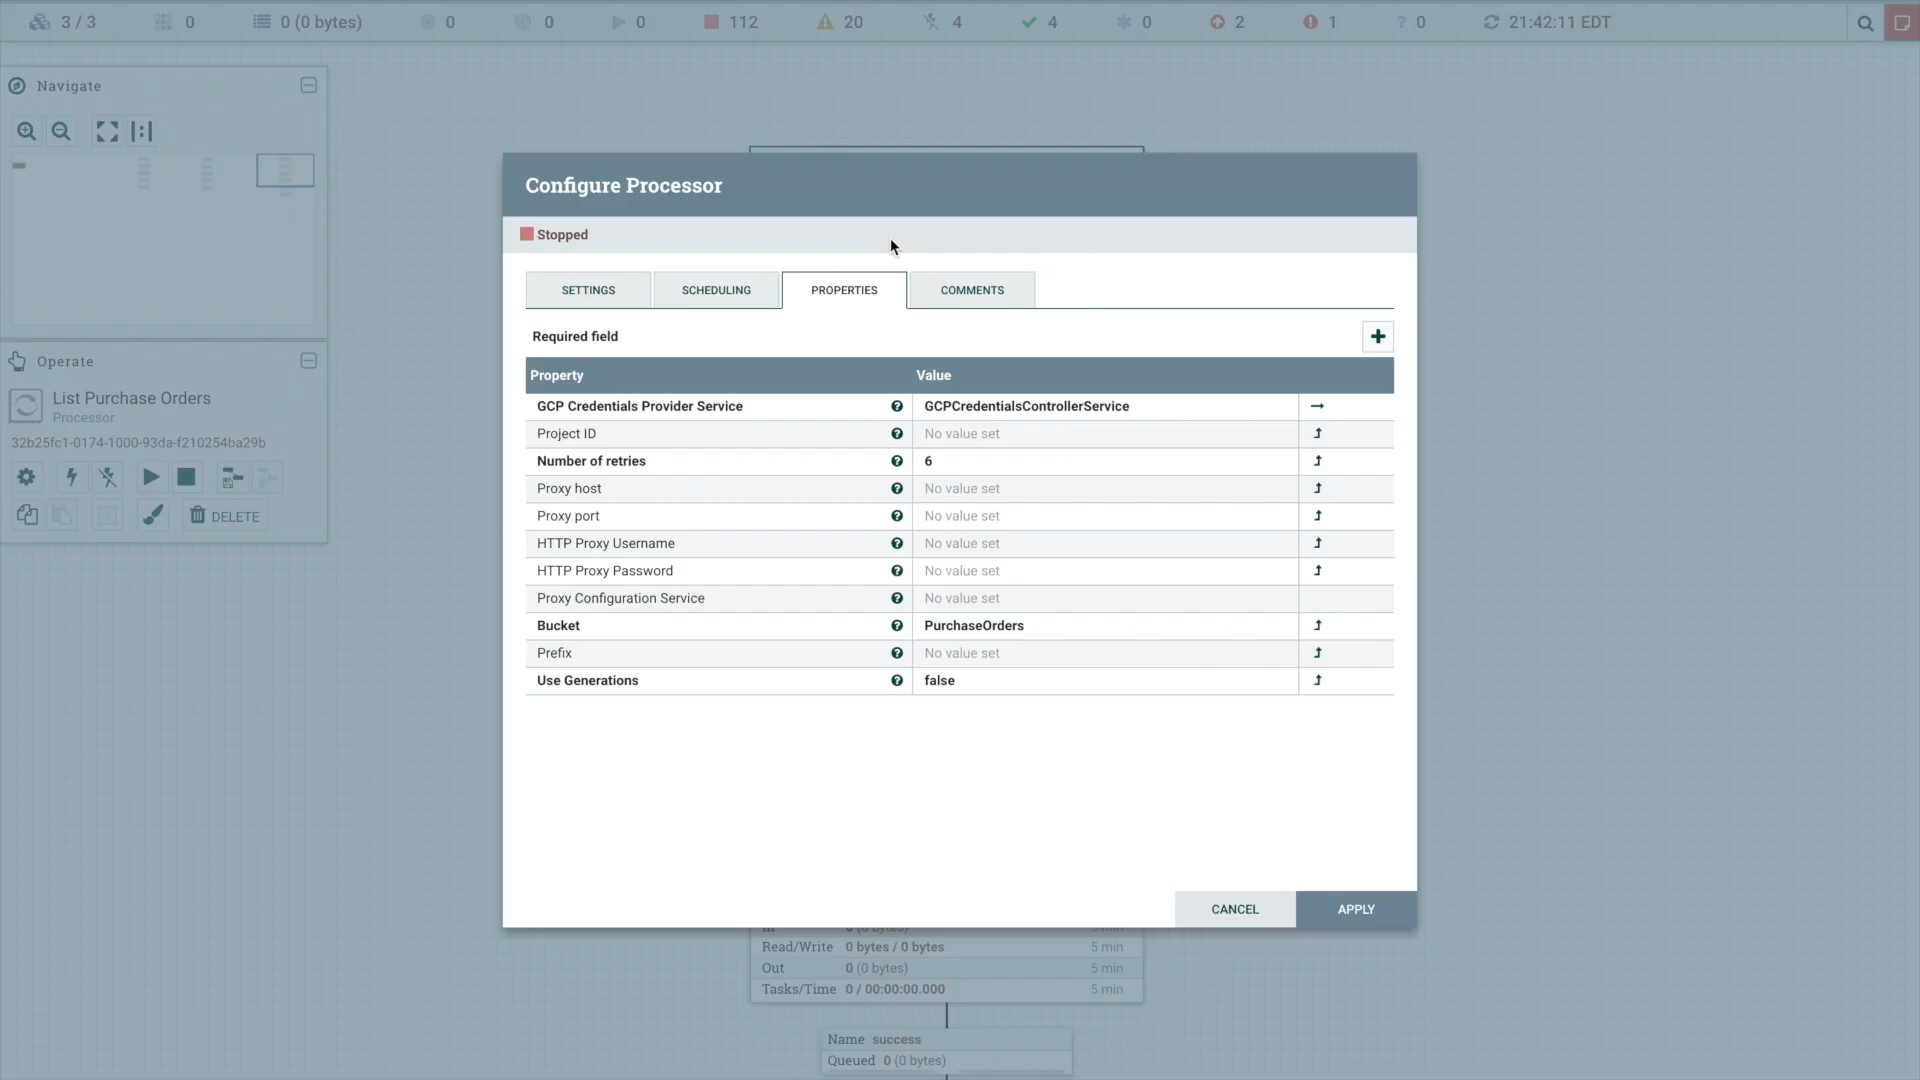 3 / 3 0 0 (0 bytes) 0 0 0 112 20 4 4 0 2 1 ? 0 21:42:11 EDT
Navigate
Operate
List Purchase Orders
Processor
32b25fc1-0174-1000-93da-f210254ba29b
DELETE
Configure Processor
Stopped
SETTINGS SCHEDULING PROPERTIES COMMENTS
Required field
Property Value
GCP Credentials Provider Service GCPCredentialsControllerService
Project ID No value set
Number of retries 6
Proxy host No value set
Proxy port No value set
HTTP Proxy Username No value set
HTTP Proxy Password No value set
Proxy Configuration Service No value set
Bucket PurchaseOrders
Prefix No value set
Use Generations false
CANCEL APPLY
Read/Write 0 bytes / 0 bytes 5 min
Out 0 (0 bytes) 5 min
Tasks/Time 0 / 00:00:00.000 5 min
Name success
Queued 0 (0 bytes)